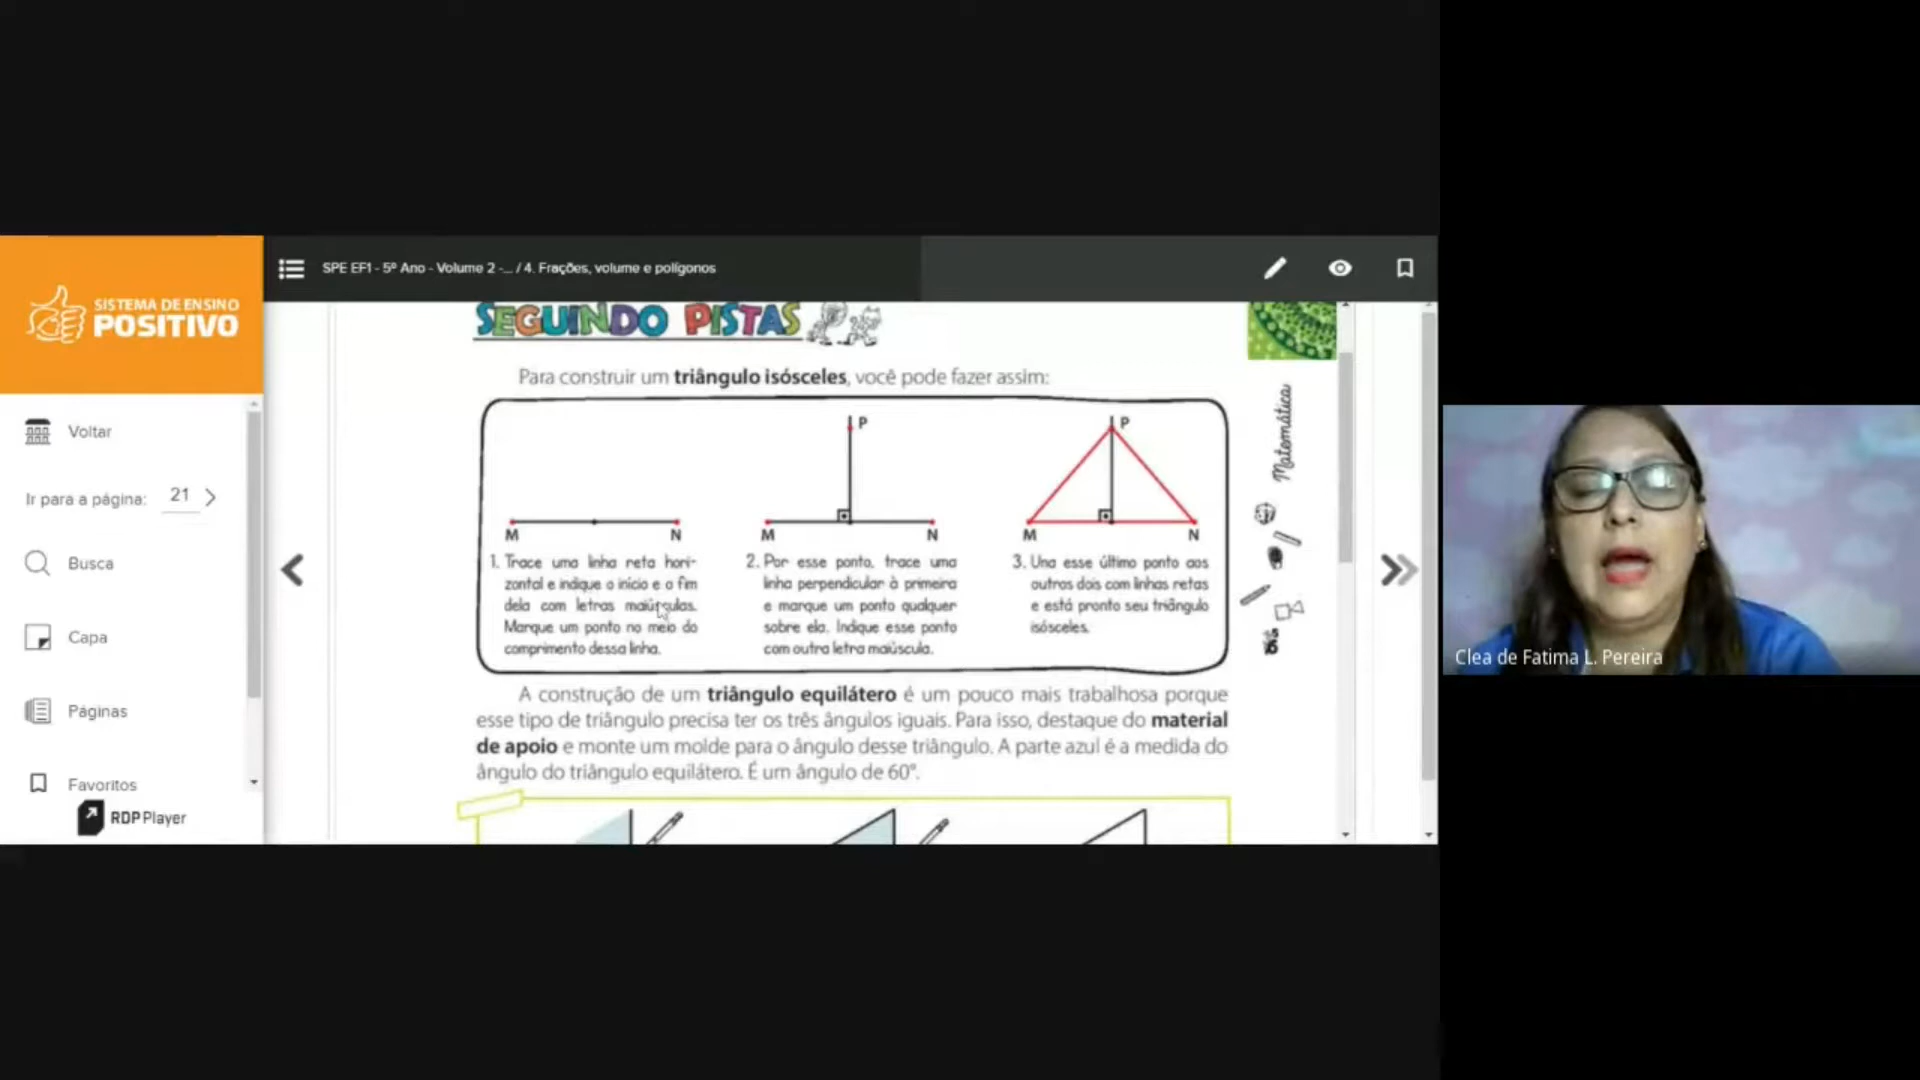 SISTEMA DE ENSINO
POSITIVO
SPE EF1 - 5º Ano - Volume 2 -... / 4. Frações, volume e polígonos
Voltar
Ir para a página: 21
Busca
Capa
Páginas
Favoritos
RDP Player
SEGUINDO PISTAS
Para construir um triângulo isósceles, você pode fazer assim:
M N
1. Trace uma linha reta hori-
zontal e indique o início e o fim
dela com letras maiúsculas.
Marque um ponto no meio do
comprimento dessa linha.
P
M N
2. Por esse ponto, trace uma
linha perpendicular à primeira
e marque um ponto qualquer
sobre ela. Indique esse ponto
com outra letra maiúscula.
P
M N
3. Una esse último ponto aos
outros dois com linhas retas
e está pronto seu triângulo
isósceles.
A construção de um triângulo equilátero é um pouco mais trabalhosa porque
esse tipo de triângulo precisa ter os três ângulos iguais. Para isso, destaque do material
de apoio e monte um molde para o ângulo desse triângulo. A parte azul é a medida do
ângulo do triângulo equilátero. É um ângulo de 60°.
Matemática
Clea de Fatima L. Pereira